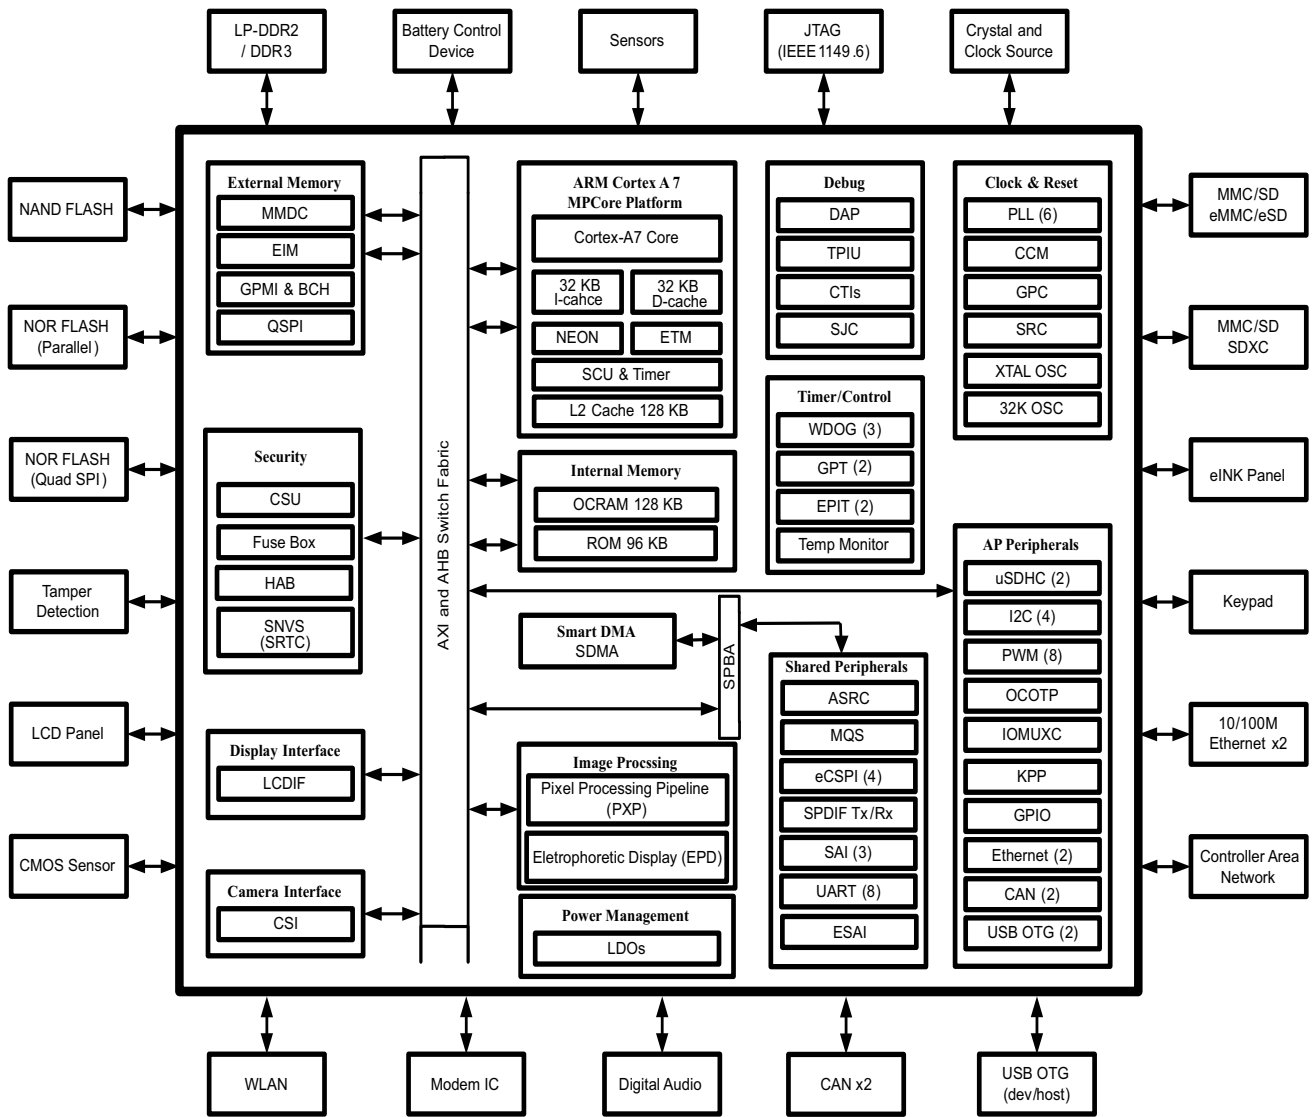 LP-DDR2
/ DDR3
Battery Control
Device
Sensors
JTAG
(IEEE 1149.6)
Crystal and
Clock Source
NAND FLASH
NOR FLASH
(Parallel)
NOR FLASH
(Quad SPI)
Tamper
Detection
LCD Panel
CMOS Sensor
External Memory
MMDC
EIM
GPMI & BCH
QSPI
Security
CSU
Fuse Box
HAB
SNVS
(SRTC)
Display Interface
LCDIF
Camera Interface
CSI
AXI and AHB Switch Fabric
ARM Cortex A 7
MPCore Platform
Cortex-A7 Core
32 KB
I-cahce
32 KB
D-cache
NEON
ETM
SCU & Timer
L2 Cache 128 KB
Internal Memory
OCRAM 128 KB
ROM 96 KB
Smart DMA
SDMA
SPBA
Image Procssing
Pixel Processing Pipeline
(PXP)
Eletrophoretic Display (EPD)
Power Management
LDOs
Debug
DAP
TPIU
CTIs
SJC
Timer/Control
WDOG (3)
GPT (2)
EPIT (2)
Temp Monitor
Shared Peripherals
ASRC
MQS
eCSPI (4)
SPDIF Tx/Rx
SAI (3)
UART (8)
ESAI
Clock & Reset
PLL (6)
CCM
GPC
SRC
XTAL OSC
32K OSC
AP Peripherals
uSDHC (2)
I2C (4)
PWM (8)
OCOTP
IOMUXC
KPP
GPIO
Ethernet (2)
CAN (2)
USB OTG (2)
MMC/SD
eMMC/eSD
MMC/SD
SDXC
eINK Panel
Keypad
10/100M
Ethernet x2
Controller Area
Network
WLAN
Modem IC
Digital Audio
CAN x2
USB OTG
(dev/host)